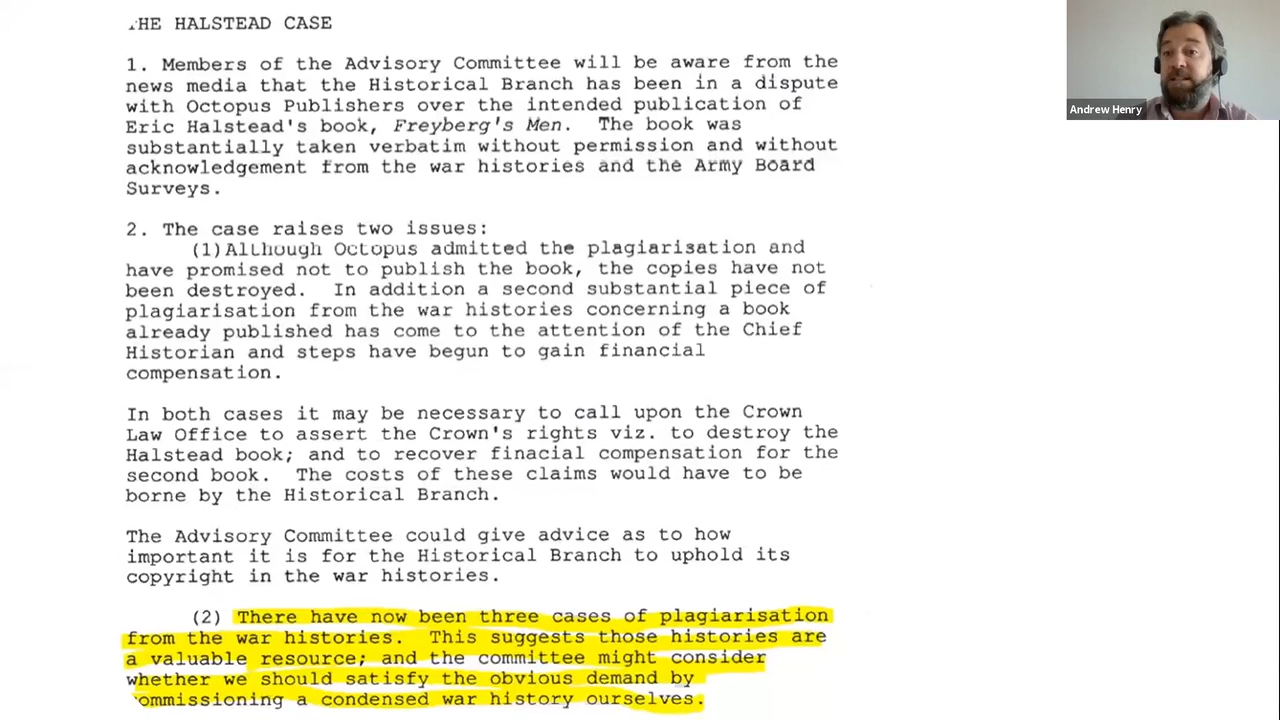 THE HALSTEAD CASE
1. Members of the Advisory Committee will be aware from the
news media that the Historical Branch has been in a dispute
with Octopus Publishers over the intended publication of
Eric Halstead's book, Freyberg's Men. The book was
substantially taken verbatim without permission and without
acknowledgement from the war histories and the Army Board
Surveys.
2. The case raises two issues:
(1)Although Octopus admitted the plagiarisation and
have promised not to publish the book, the copies have not
been destroyed. In addition a second substantial piece of
plagiarisation from the war histories concerning a book
already published has come to the attention of the Chief
Historian and steps have begun to gain financial
compensation.
In both cases it may be necessary to call upon the Crown
Law Office to assert the Crown's rights viz. to destroy the
Halstead book; and to recover finacial compensation for the
second book. The costs of these claims would have to be
borne by the Historical Branch.
The Advisory Committee could give advice as to how
important it is for the Historical Branch to uphold its
copyright in the war histories.
(2) There have now been three cases of plagiarisation
from the war histories. This suggests those histories are
a valuable resource; and the committee might consider
whether we should satisfy the obvious demand by
commissioning a condensed war history ourselves.
Andrew Henry